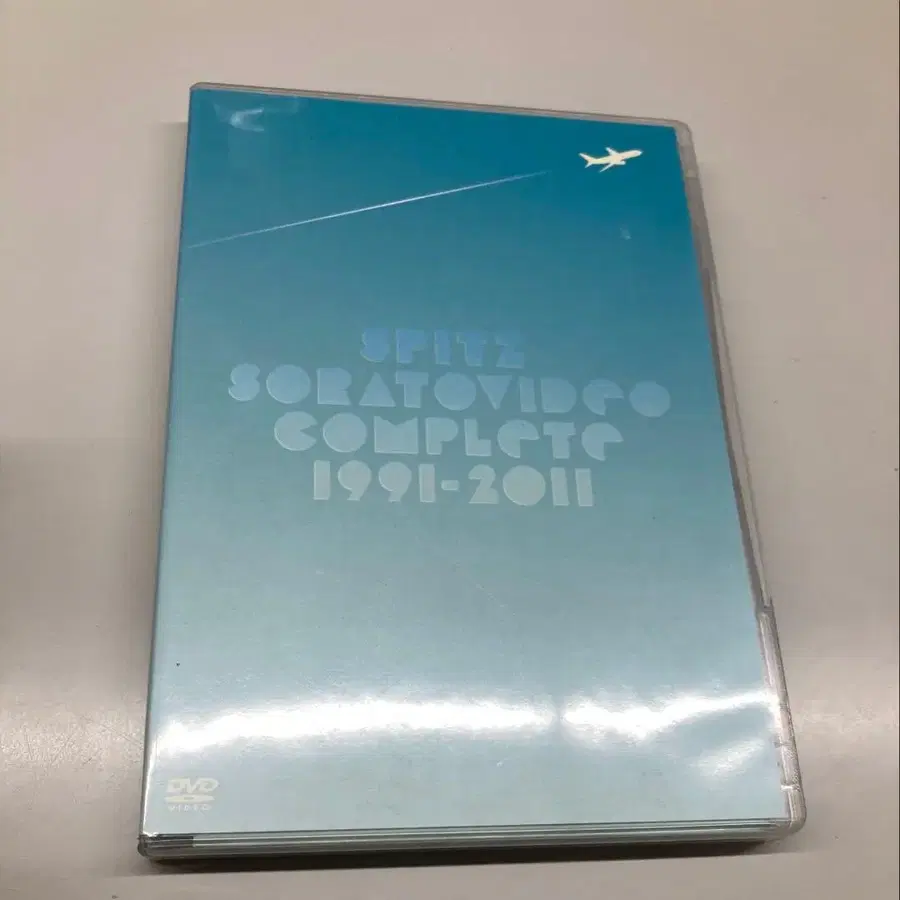 SPITZ
SORATOVIDeO
COMPLeTe
1991-2011
DVD
VIDEO